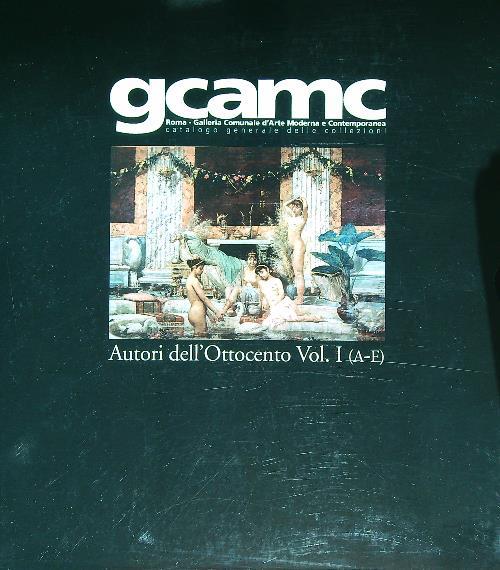 gcamc
Roma - Galleria Comunale d'Arte Moderna e Contemporanea
catalogo generale delle collezioni
Autori dell'Ottocento Vol. I (A-E)